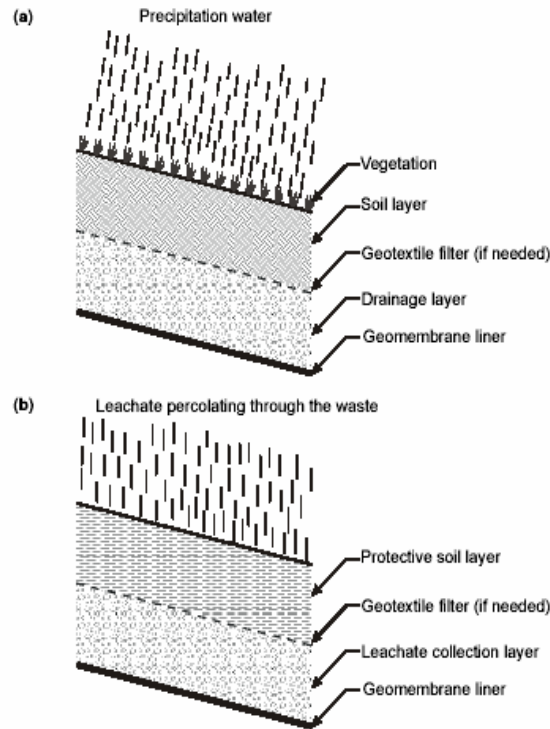 (a)
Precipitation water
Vegetation
Soil layer
Geotextile filter (if needed)
Drainage layer
Geomembrane liner
(b)
Leachate percolating through the waste
Protective soil layer
Geotextile filter (if needed)
Leachate collection layer
Geomembrane liner